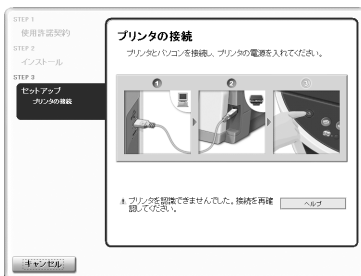 STEP 1
使用許諾契約
STEP 2
インストール
STEP 3
セットアップ
プリンタの接続
プリンタの接続
プリンタとパソコンを接続し、プリンタの電源を入れてください。
1
2
3
プリンタを認識できませんでした。接続を再確
認してください。
ヘルプ
キャンセル